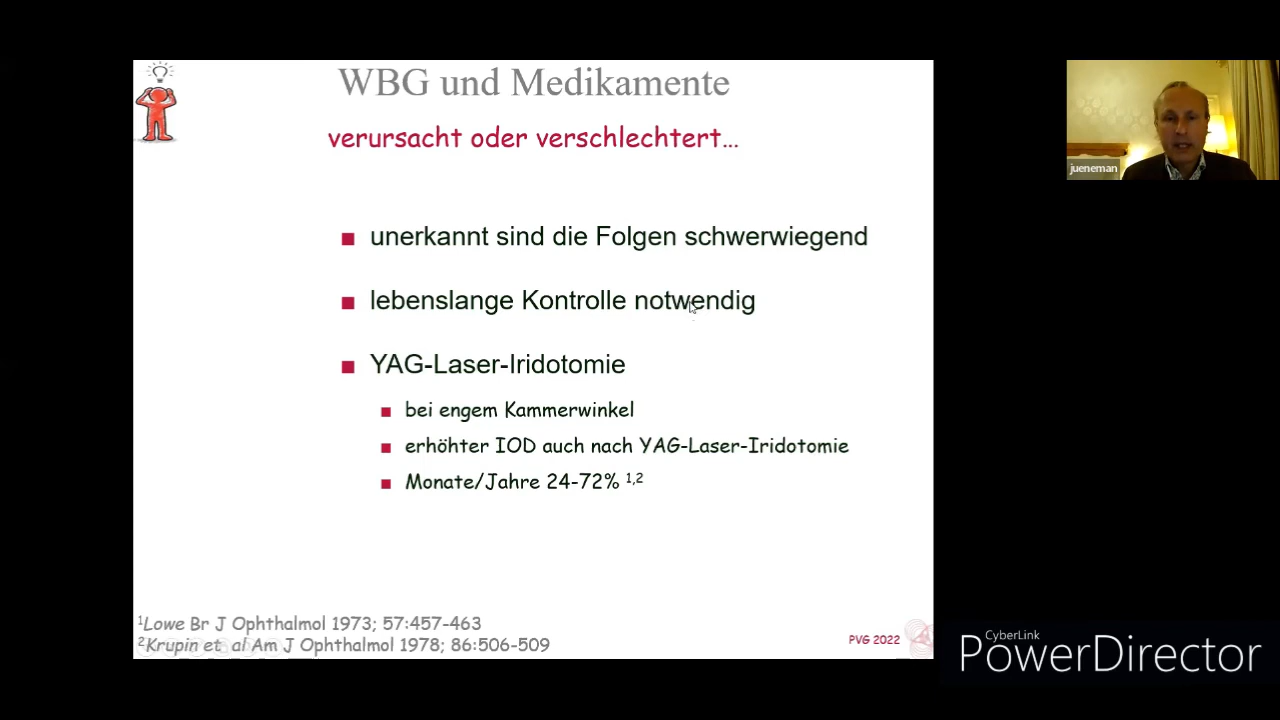 WBG und Medikamente
verursacht oder verschlechtert...
unerkannt sind die Folgen schwerwiegend
lebenslange Kontrolle notwendig
YAG-Laser-Iridotomie
bei engem Kammerwinkel
erhöhter IOD auch nach YAG-Laser-Iridotomie
Monate/Jahre 24-72% 1,2
1Lowe Br J Ophthalmol 1973; 57:457-463
2Krupin et al Am J Ophthalmol 1978; 86:506-509
PVG 2022
jueneman
CyberLink
PowerDirector